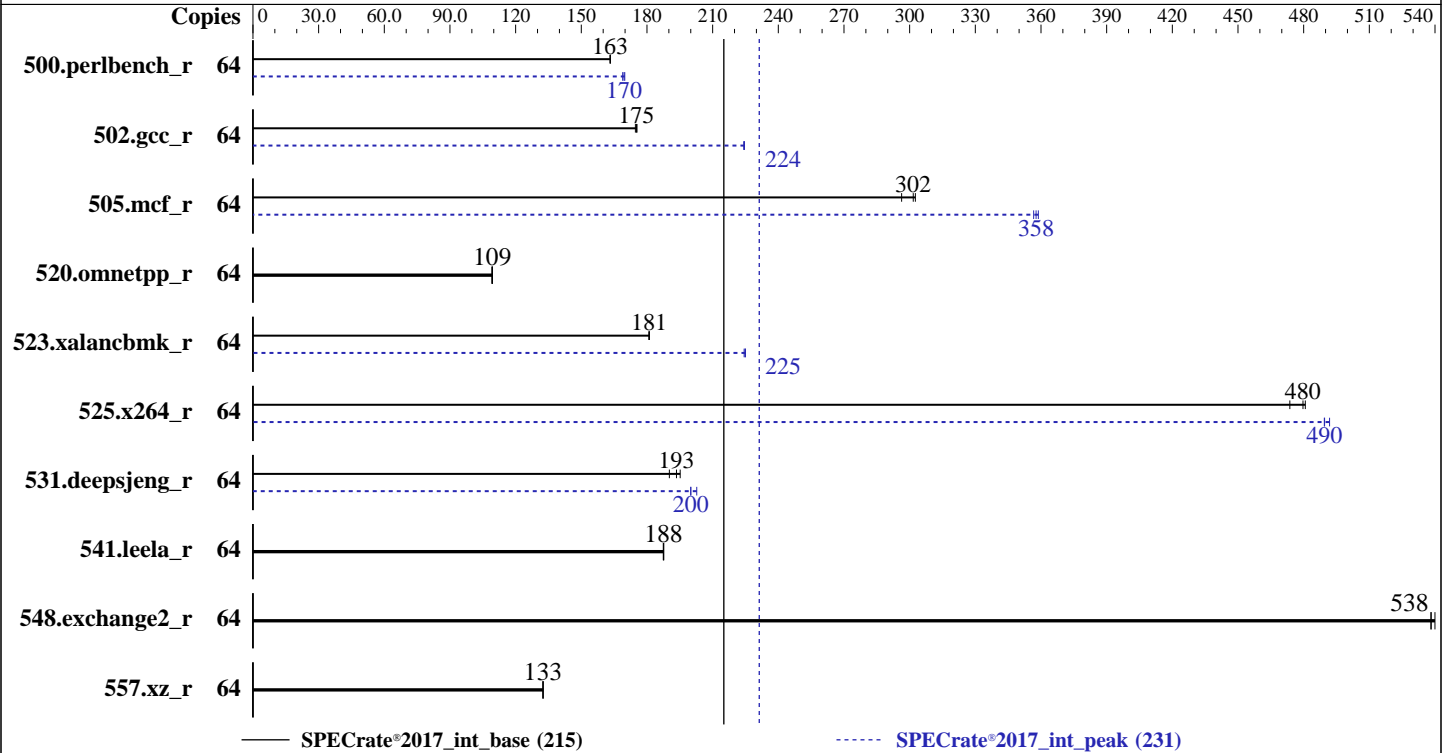 Copies 0 30.0 60.0 90.0 120 150 180 210 240 270 300 330 360 390 420 450 480 510 540
163
500.perlbench_r 64
170
175
502.gcc_r 64
224
302
505.mcf_r 64
358
109
520.omnetpp_r 64
181
523.xalancbmk_r 64
225
480
525.x264_r 64
490
193
531.deepsjeng_r 64
200
188
541.leela_r 64
538
548.exchange2_r 64
133
557.xz_r 64
SPECrate®2017_int_base (215) SPECrate®2017_int_peak (231)